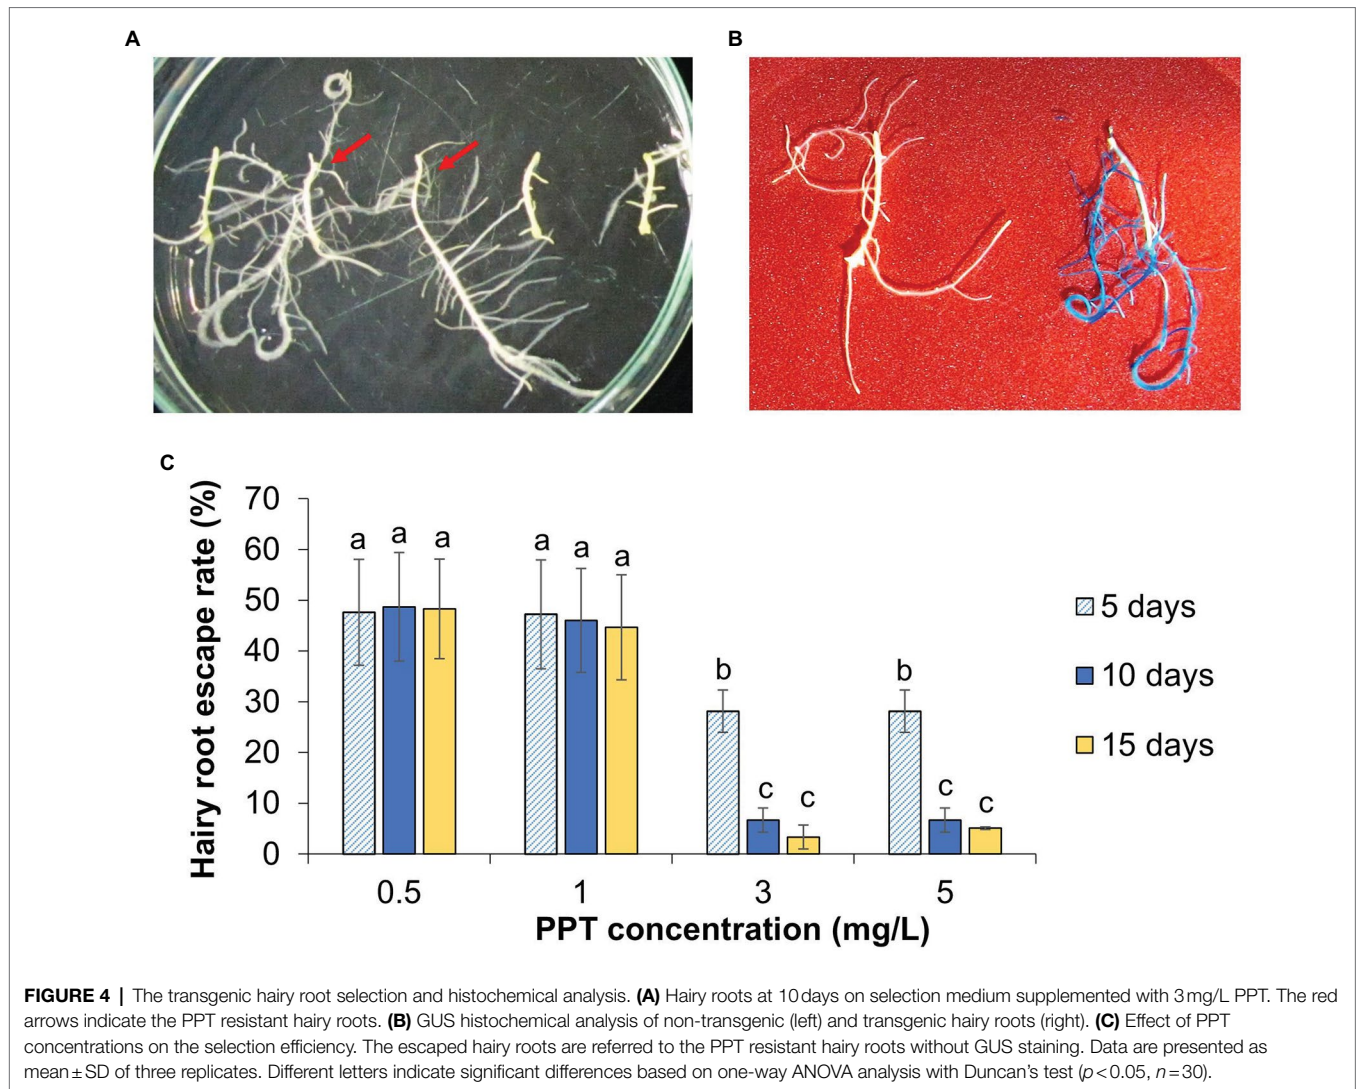 A
B
C
Hairy root escape rate (%)
70
60
50
40
30
20
10
0
a a a
a a a
b c c
b c c
0.5 1 3 5
PPT concentration (mg/L)
5 days
10 days
15 days
FIGURE 4 | The transgenic hairy root selection and histochemical analysis. (A) Hairy roots at 10 days on selection medium supplemented with 3 mg/L PPT. The red
arrows indicate the PPT resistant hairy roots. (B) GUS histochemical analysis of non-transgenic (left) and transgenic hairy roots (right). (C) Effect of PPT
concentrations on the selection efficiency. The escaped hairy roots are referred to the PPT resistant hairy roots without GUS staining. Data are presented as
mean ± SD of three replicates. Different letters indicate significant differences based on one-way ANOVA analysis with Duncan's test (p < 0.05, n = 30).